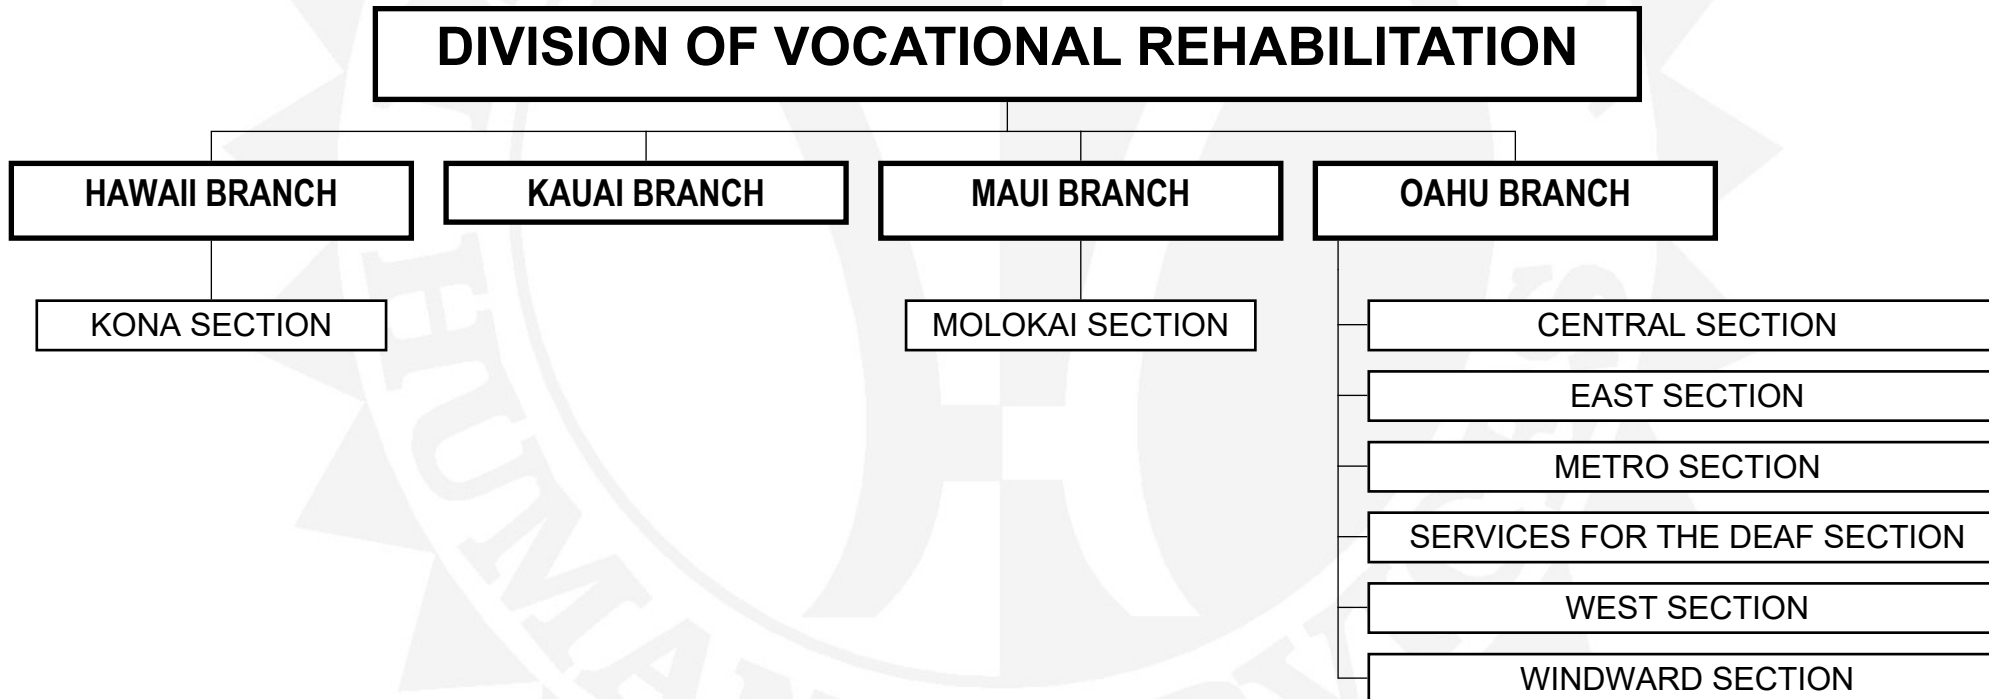 DIVISION OF VOCATIONAL REHABILITATION
HAWAII BRANCH
KAUAI BRANCH
MAUI BRANCH
OAHU BRANCH
KONA SECTION
MOLOKAI SECTION
CENTRAL SECTION
EAST SECTION
METRO SECTION
SERVICES FOR THE DEAF SECTION
WEST SECTION
WINDWARD SECTION
HUMAN